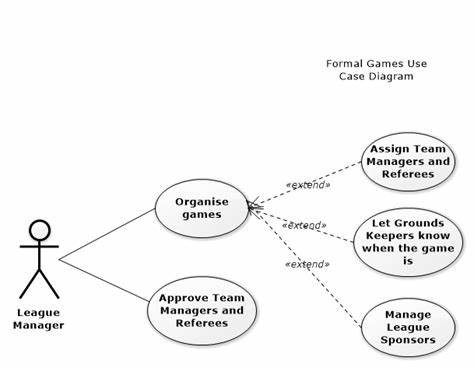 Formal Games Use
Case Diagram
Assign Team
Managers and
Referees
«extend»
Organise
games
«extend»
Let Grounds
Keepers know
when the game
is
«extend»
League
Manager
Approve Team
Managers and
Referees
Manage
League
Sponsors